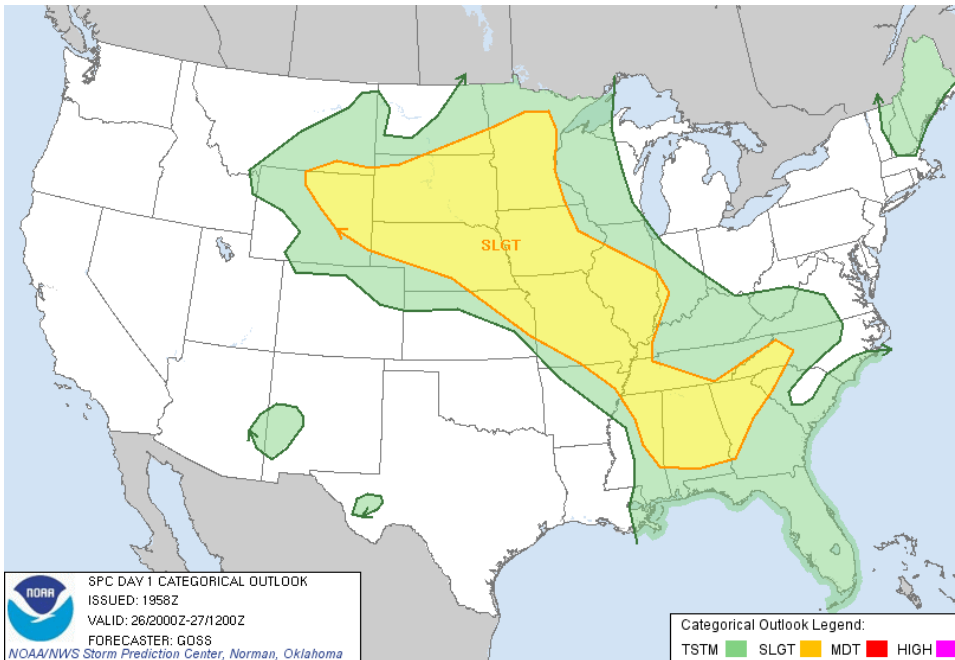 SLGT
NOAA
SPC DAY 1 CATEGORICAL OUTLOOK
ISSUED: 1958Z
VALID: 26/2000Z-27/1200Z
FORECASTER: GOSS
NOAA/NWS Storm Prediction Center, Norman, Oklahoma
Categorical Outlook Legend:
TSTM SLGT MDT HIGH